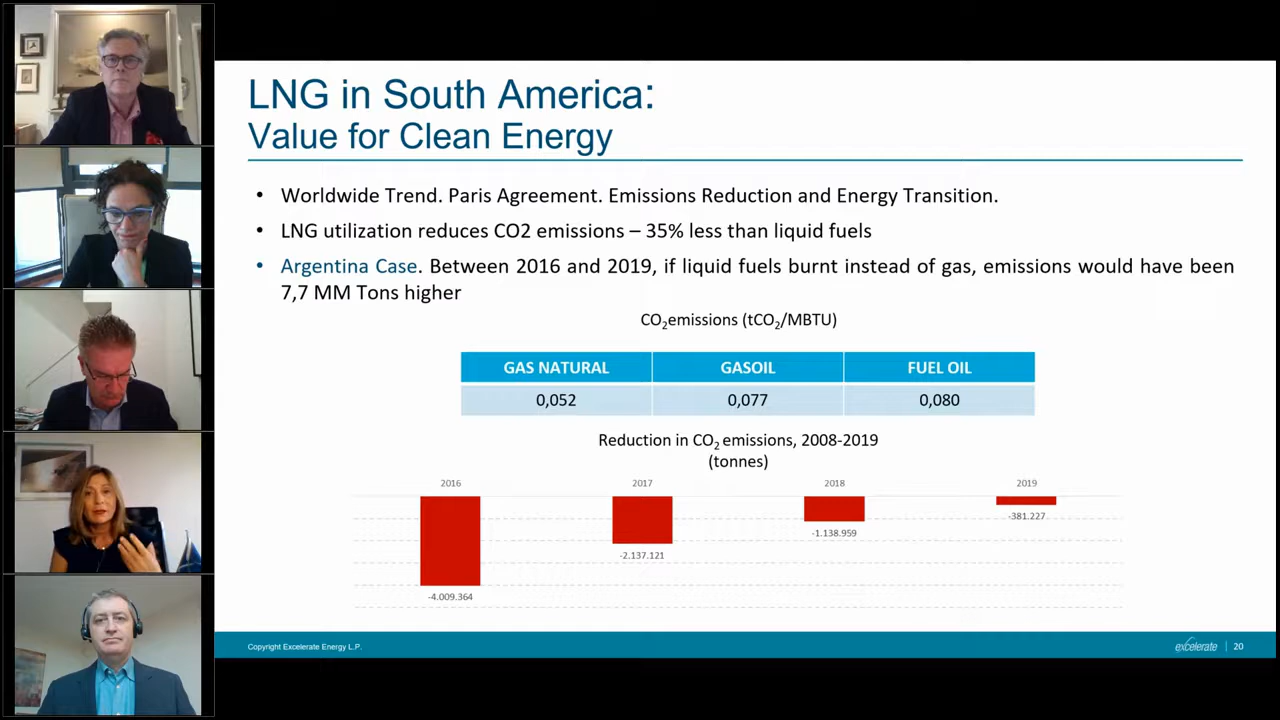 LNG in South America:
Value for Clean Energy
• Worldwide Trend. Paris Agreement. Emissions Reduction and Energy Transition.
• LNG utilization reduces CO2 emissions – 35% less than liquid fuels
• Argentina Case. Between 2016 and 2019, if liquid fuels burnt instead of gas, emissions would have been
7,7 MM Tons higher
CO₂emissions (tCO₂/MBTU)
GAS NATURAL GASOIL FUEL OIL
0,052 0,077 0,080
Reduction in CO₂ emissions, 2008-2019
(tonnes)
2016 2017 2018 2019
-381.227
-1.138.959
-2.137.121
-4.009.364
Copyright Excelerate Energy L.P. excelerate | 20